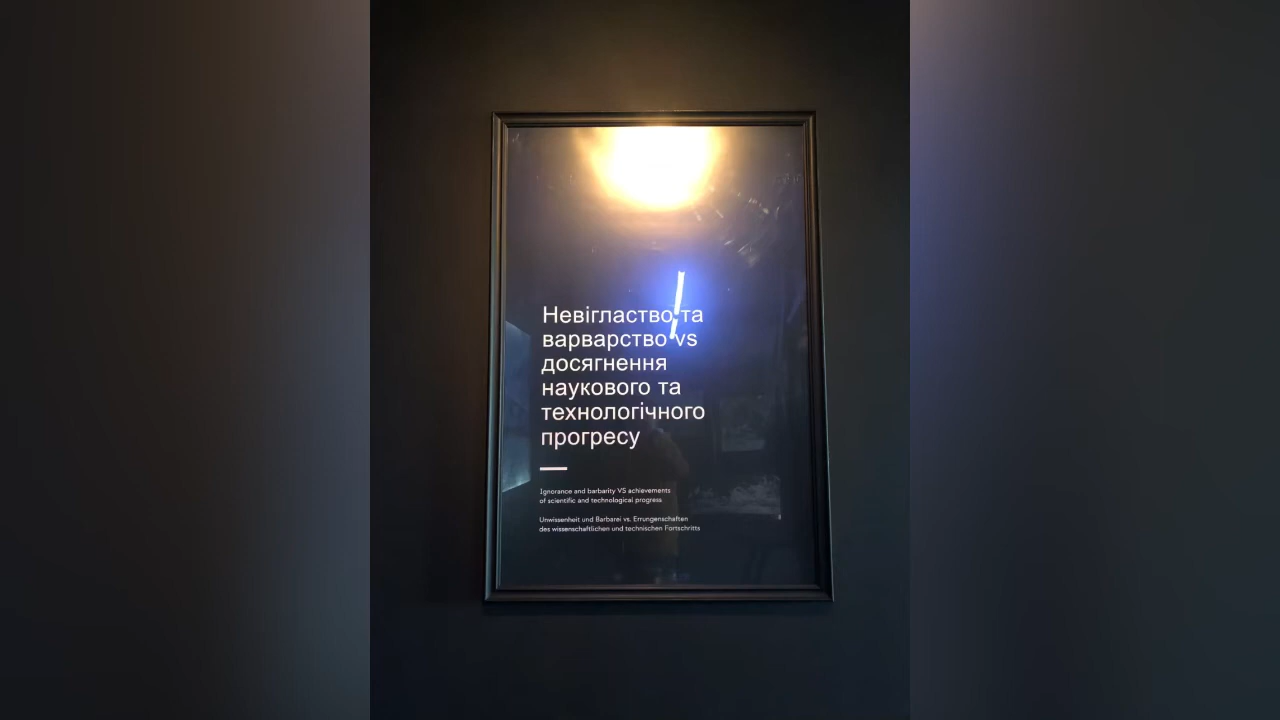 Невігластво та
варварство vs
досягнення
наукового та
технологічного
прогресу
Ignorance and barbarity VS achievements
of scientific and technological progress
Unwissenheit und Barbarei vs. Errungenschaften
des wissenschaftlichen und technischen Fortschritts